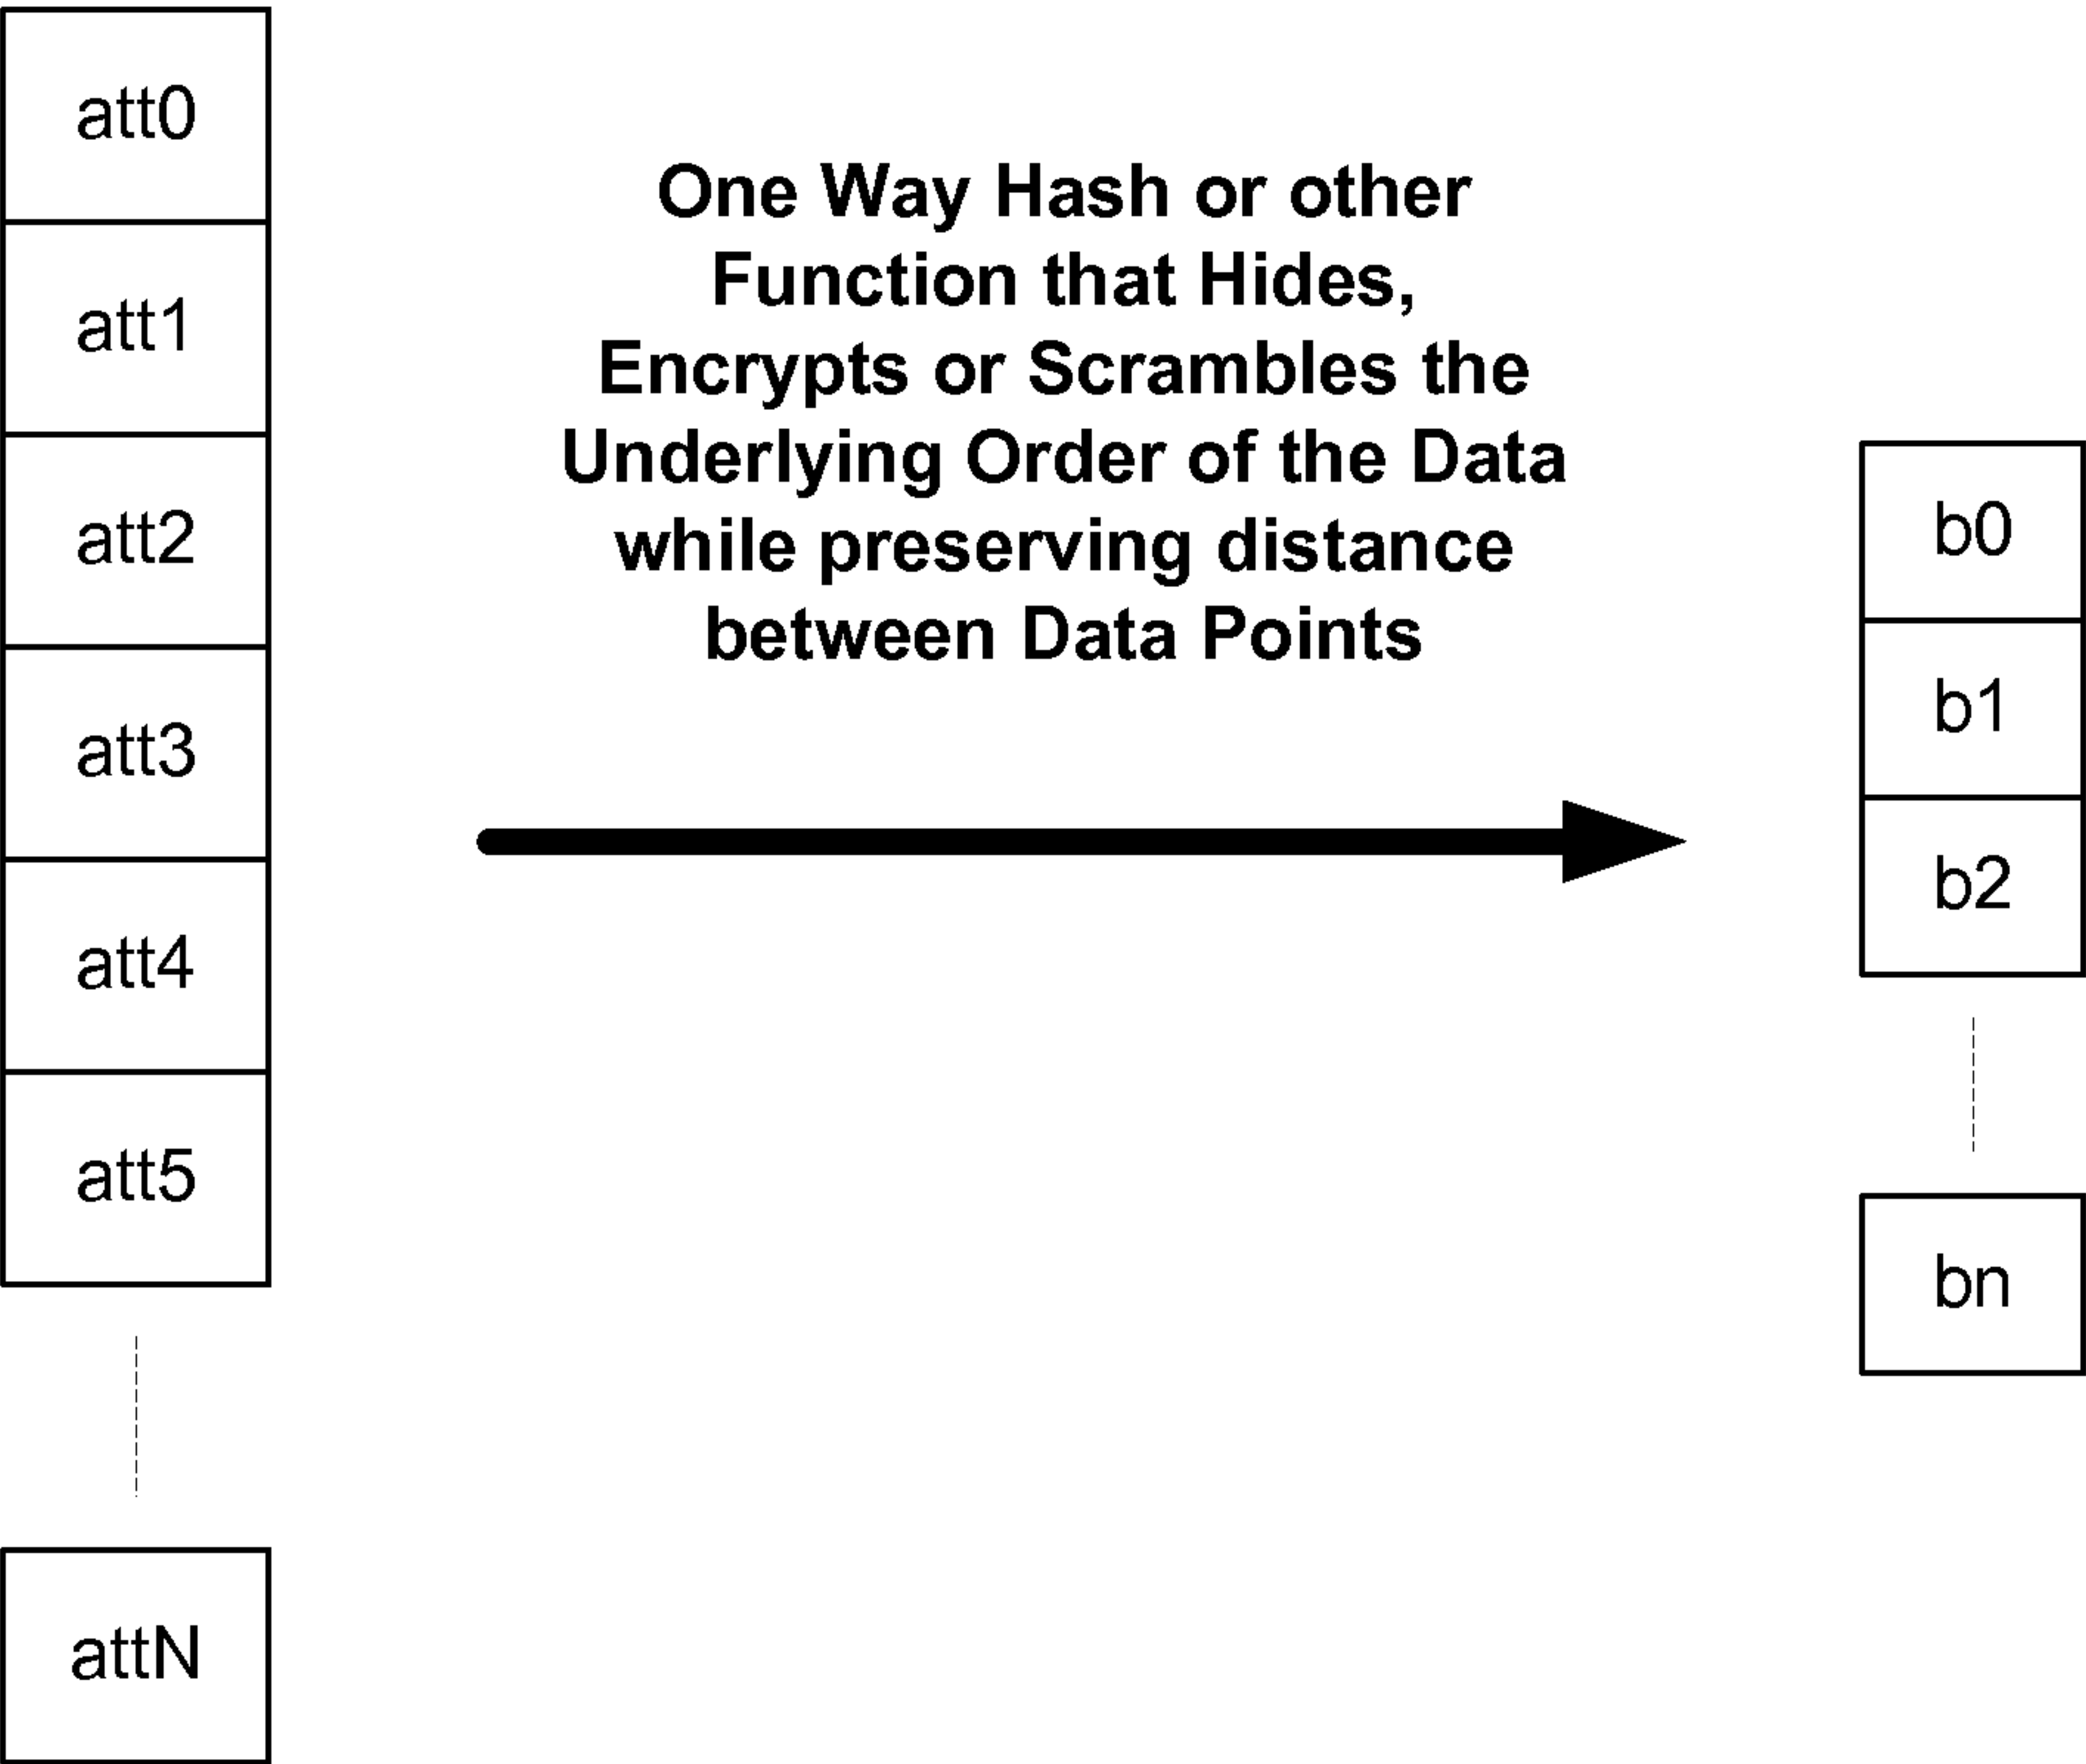 att0
att1
att2
att3
att4
att5
attN
One Way Hash or other
Function that Hides,
Encrypts or Scrambles the
Underlying Order of the Data
while preserving distance
between Data Points
b0
b1
b2
bn